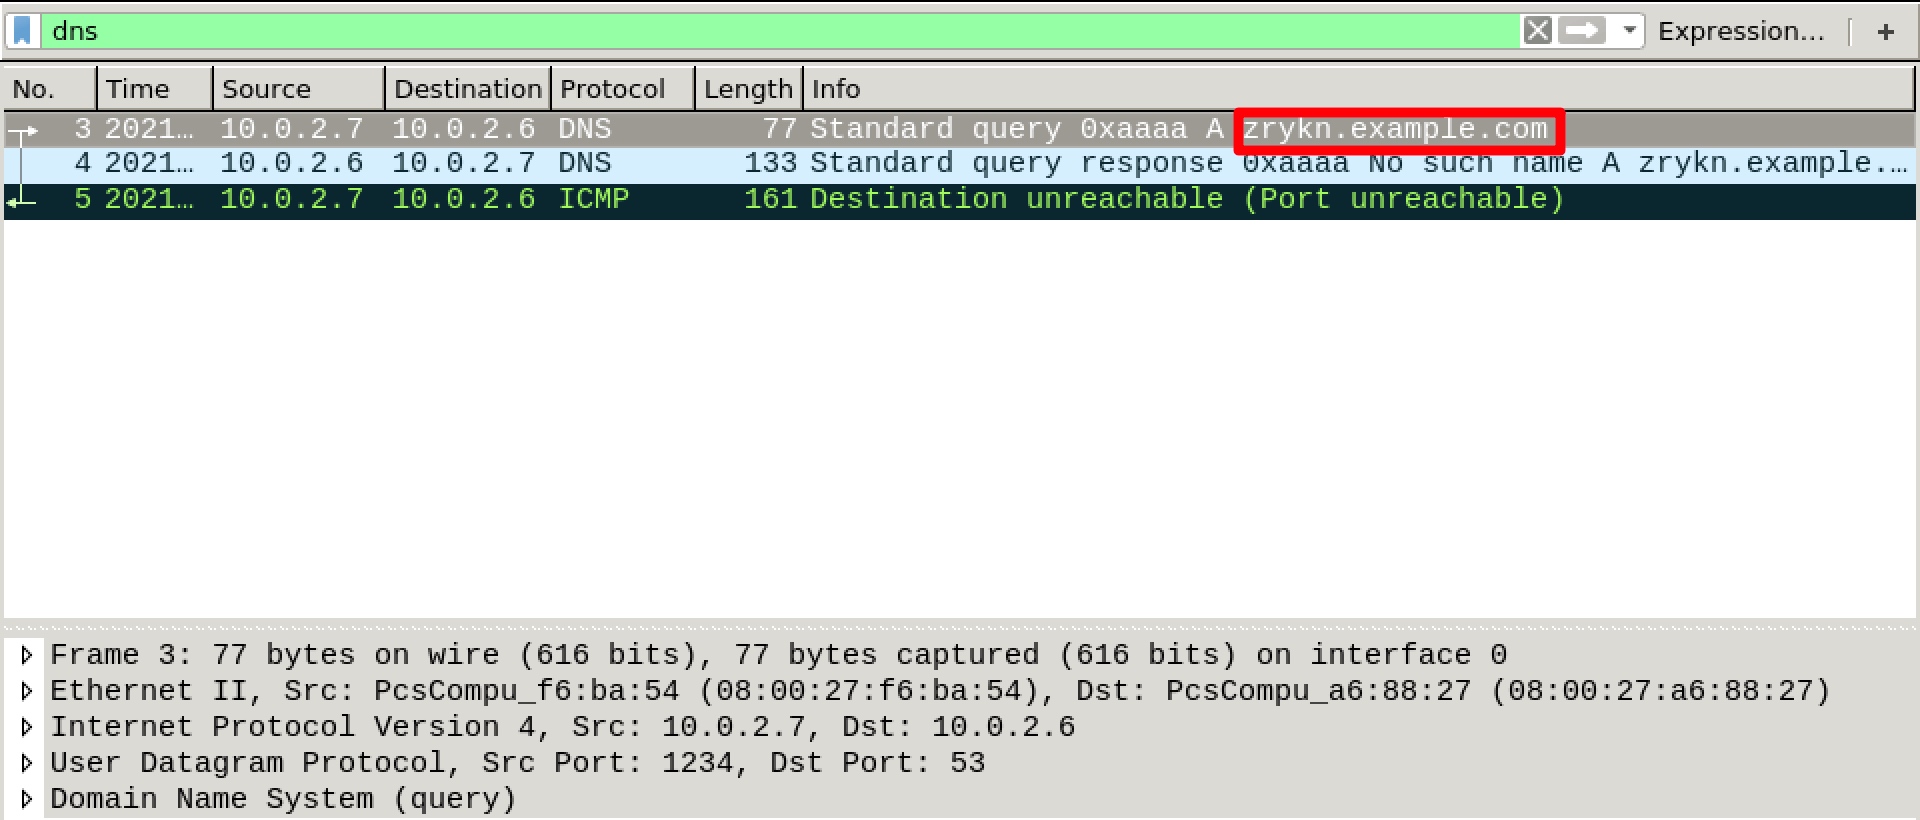 dns Expression… +
No. Time Source Destination Protocol Length Info
3 2021… 10.0.2.7 10.0.2.6 DNS 77 Standard query 0xaaaa A zrykn.example.com
4 2021… 10.0.2.6 10.0.2.7 DNS 133 Standard query response 0xaaaa No such name A zrykn.example.…
5 2021… 10.0.2.7 10.0.2.6 ICMP 161 Destination unreachable (Port unreachable)
Frame 3: 77 bytes on wire (616 bits), 77 bytes captured (616 bits) on interface 0
Ethernet II, Src: PcsCompu_f6:ba:54 (08:00:27:f6:ba:54), Dst: PcsCompu_a6:88:27 (08:00:27:a6:88:27)
Internet Protocol Version 4, Src: 10.0.2.7, Dst: 10.0.2.6
User Datagram Protocol, Src Port: 1234, Dst Port: 53
Domain Name System (query)